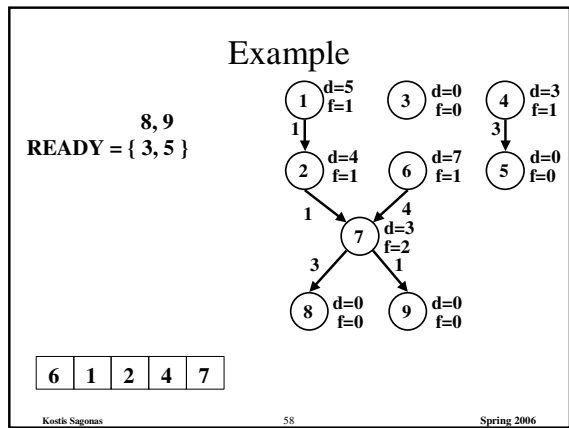 Example
8, 9
READY = { 3, 5 }
1 d=5 3 d=0 4 d=3
f=1 f=0 f=1
1 3
2 d=4 6 d=7 5 d=0
f=1 f=1 f=0
1 4
7 d=3
f=2
3 1
8 d=0 9 d=0
f=0 f=0
6 1 2 4 7
Kostis Sagonas 58 Spring 2006